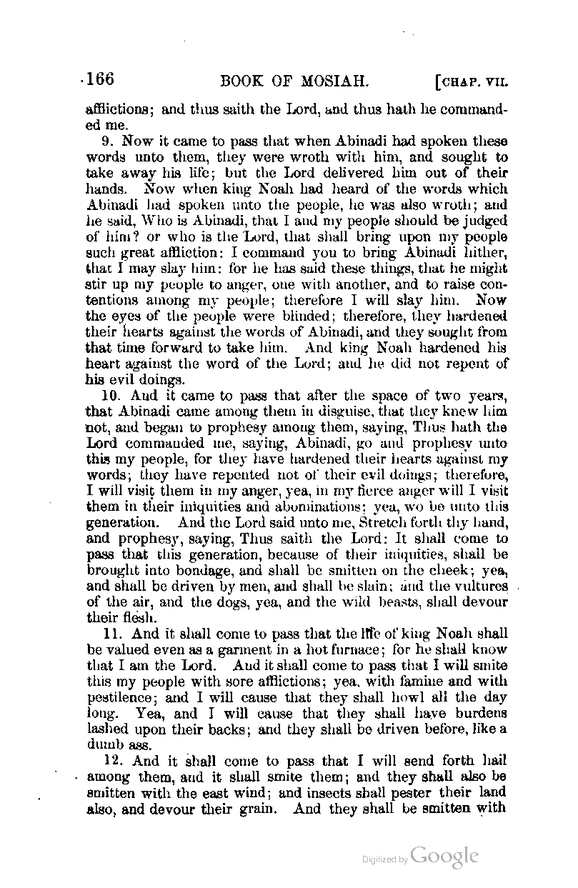 166 BOOK OF MOSIAH. [CHAP. VII.
afflictions; and thus saith the Lord, and thus hath he command-
ed me.
9. Now it came to pass that when Abinadi had spoken these
words unto them, they were wroth with him, and sought to
take away his life; but the Lord delivered him out of their
hands. Now when king Noah had heard of the words which
Abinadi had spoken unto the people, he was also wroth; and
he said, Who is Abinadi, that I and my people should be judged
of him? or who is the Lord, that shall bring upon my people
such great affliction: I command you to bring Abinadi hither,
that I may slay him: for he has said these things, that he might
stir up my people to anger, one with another, and to raise con-
tentions among my people; therefore I will slay him. Now
the eyes of the people were blinded; therefore, they hardened
their hearts against the words of Abinadi, and they sought from
that time forward to take him. And king Noah hardened his
heart against the word of the Lord; and he did not repent of
his evil doings.
10. And it came to pass that after the space of two years,
that Abinadi came among them in disguise, that they knew him
not, and began to prophesy among them, saying, Thus hath the
Lord commanded me, saying, Abinadi, go and prophesy unto
this my people, for they have hardened their hearts against my
words; they have repented not of their evil doings; therefore,
I will visit them in my anger, yea, in my fierce anger will I visit
them in their iniquities and abominations; yea, wo be unto this
generation. And the Lord said unto me, Stretch forth thy hand,
and prophesy, saying, Thus saith the Lord: It shall come to
pass that this generation, because of their iniquities, shall be
brought into bondage, and shall be smitten on the cheek; yea,
and shall be driven by men, and shall be slain; and the vultures
of the air, and the dogs, yea, and the wild beasts, shall devour
their flesh.
11. And it shall come to pass that the life of king Noah shall
be valued even as a garment in a hot furnace; for he shall know
that I am the Lord. And it shall come to pass that I will smite
this my people with sore afflictions; yea, with famine and with
pestilence; and I will cause that they shall howl all the day
long. Yea, and I will cause that they shall have burdens
lashed upon their backs; and they shall be driven before, like a
dumb ass.
12. And it shall come to pass that I will send forth hail
among them, and it shall smite them; and they shall also be
smitten with the east wind; and insects shall pester their land
also, and devour their grain. And they shall be smitten with
Digitized by Google